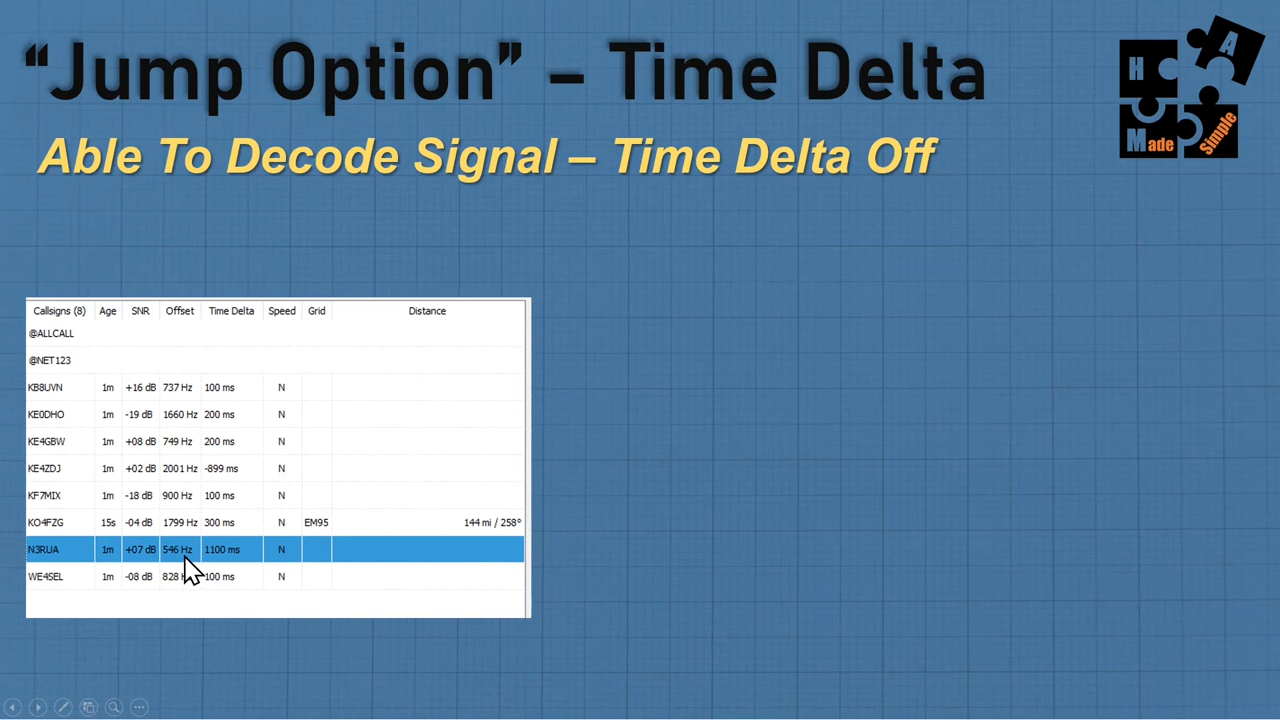 “Jump Option” – Time Delta
H A Made Simple
Able To Decode Signal – Time Delta Off
Callsigns (8) Age SNR Offset Time Delta Speed Grid Distance
@ALLCALL
@NET123
KB8UVN 1m +16 dB 737 Hz 100 ms N
KE0DHO 1m -19 dB 1660 Hz 200 ms N
KE4GBW 1m +08 dB 749 Hz 200 ms N
KE4ZDJ 1m +02 dB 2001 Hz -899 ms N
KF7MIX 1m -18 dB 900 Hz 100 ms N
KO4FZG 15s -04 dB 1799 Hz 300 ms N EM95 144 mi / 258°
N3RUA 1m +07 dB 546 Hz 1100 ms N
WE4SEL 1m -08 dB 828 100 ms N